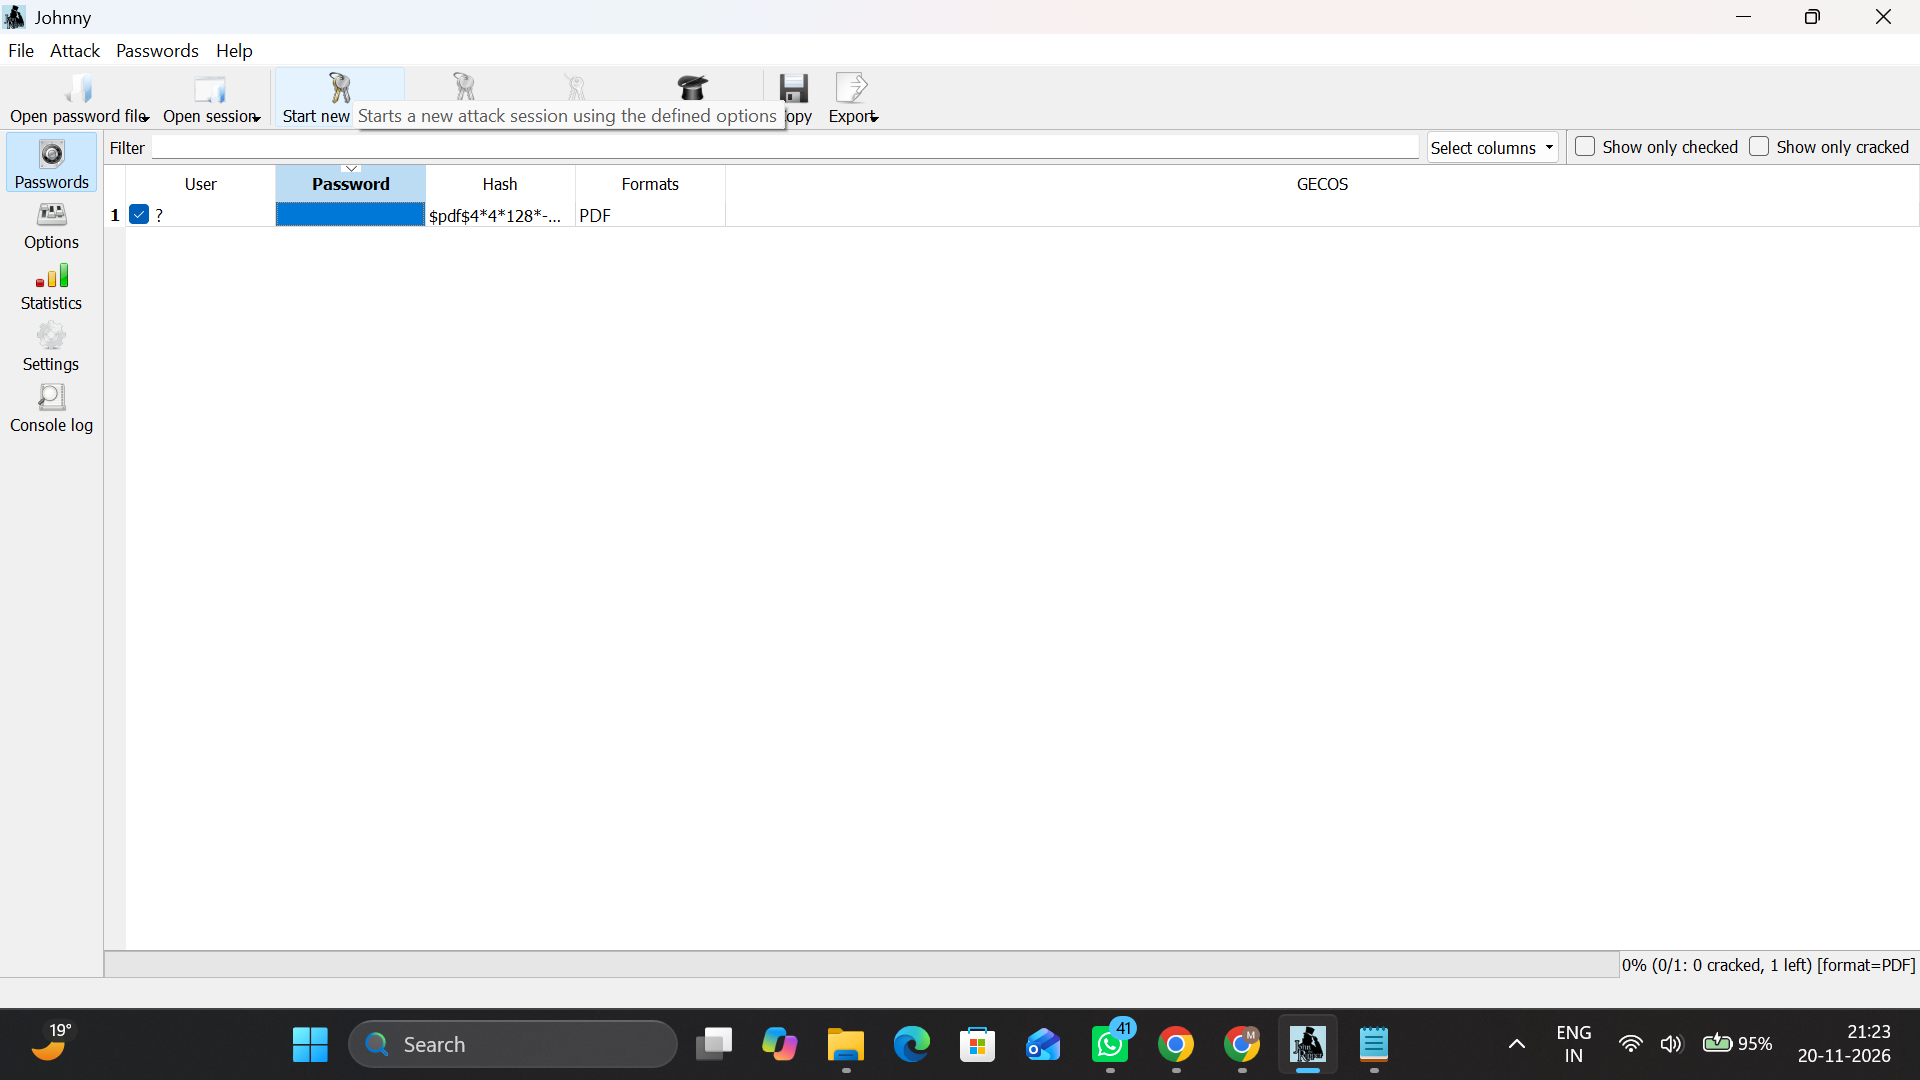 Johnny
File Attack Passwords Help
Open password file Open session Start new Starts a new attack session using the defined options opy Export
Passwords
Options
Statistics
Settings
Console log
Filter Select columns Show only checked Show only cracked
User Password Hash Formats GECOS
1 ? $pdf$4*4*128*-... PDF
0% (0/1: 0 cracked, 1 left) [format=PDF]
19° Search 41 M ENG IN 95% 21:23
20-11-2026